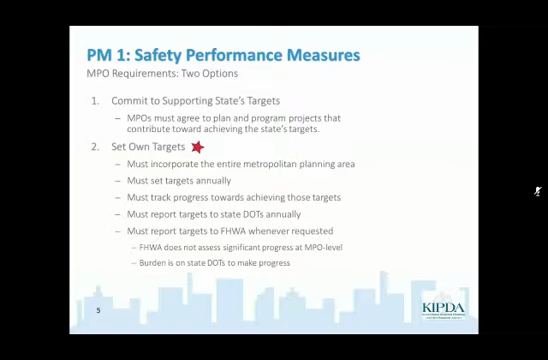 PM 1: Safety Performance Measures
MPO Requirements: Two Options
1. Commit to Supporting State's Targets
– MPOs must agree to plan and program projects that
contribute toward achieving the state's targets.
2. Set Own Targets
– Must incorporate the entire metropolitan planning area
– Must set targets annually
– Must track progress towards achieving those targets
– Must report targets to state DOTs annually
– Must report targets to FHWA whenever requested
– FHWA does not assess significant progress at MPO-level
– Burden is on state DOTs to make progress
5
KIPDA